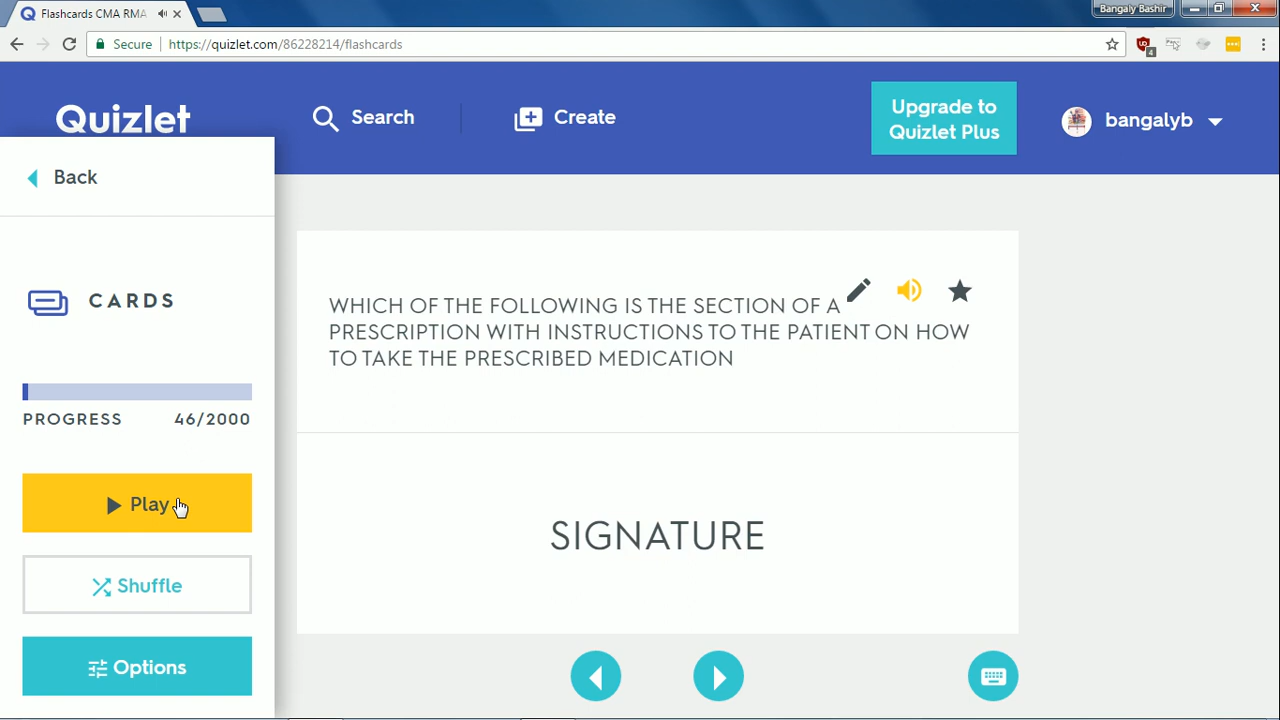 Flashcards CMA RMA
Bangaly Bashir
Secure
https://quizlet.com/86228214/flashcards
4
Quizlet
Search
Create
Upgrade to
Quizlet Plus
bangalyb
Back
CARDS
PROGRESS 46/2000
Play
Shuffle
Options
WHICH OF THE FOLLOWING IS THE SECTION OF A
PRESCRIPTION WITH INSTRUCTIONS TO THE PATIENT ON HOW
TO TAKE THE PRESCRIBED MEDICATION
SIGNATURE